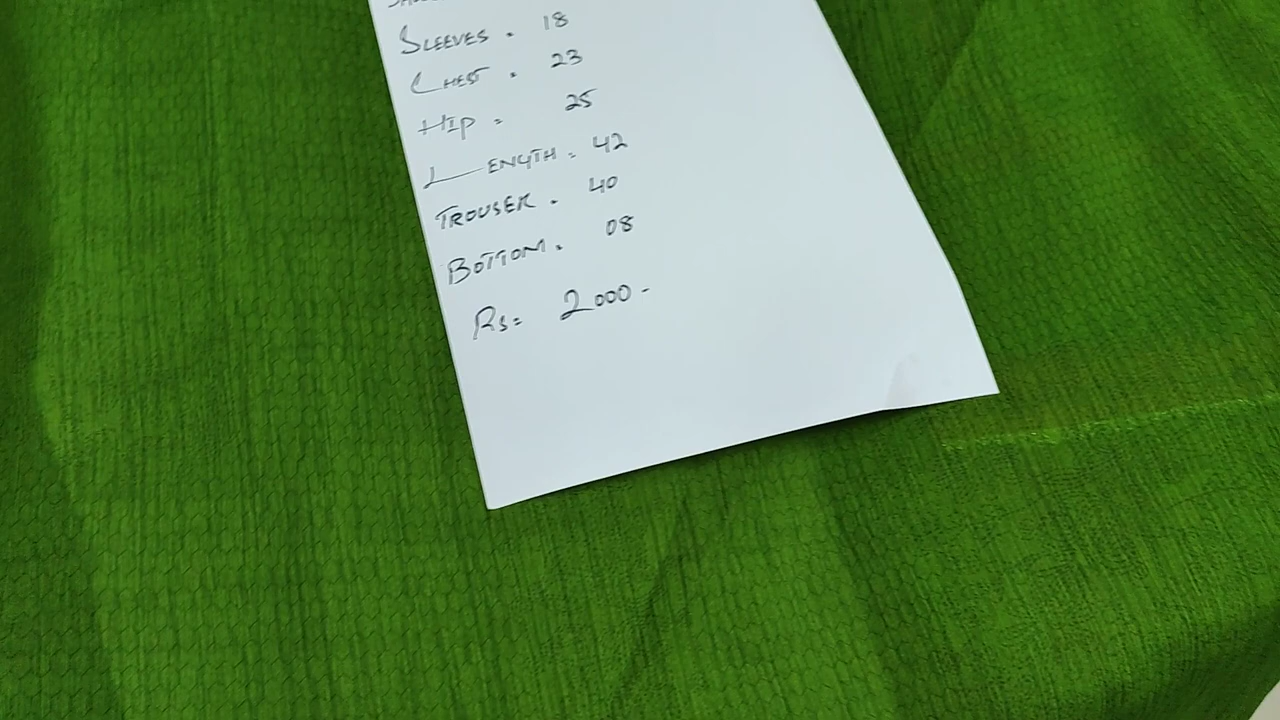 SLEEVES = 18
CHEST = 23
HIP = 25
LENGTH = 42
TROUSER = 40
BOTTOM = 08
Rs= 2000-